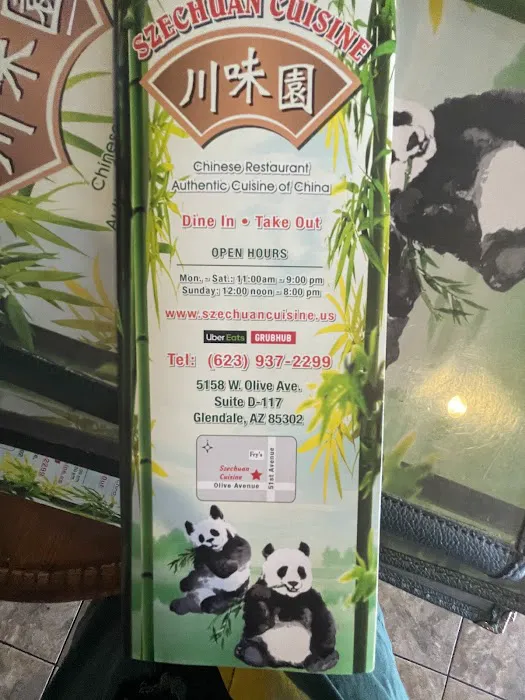 SZECHUAN CUISINE
川味園
Chinese Restaurant
Authentic Cuisine of China
Dine In • Take Out
OPEN HOURS
Mon. - Sat.: 11:00am - 9:00 pm
Sunday: 12:00 noon - 8:00 pm
www.szechuancuisine.us
Uber Eats GRUBHUB
Tel: (623) 937-2299
5158 W. Olive Ave.
Suite D-117
Glendale, AZ 85302
Fry's
51st Avenue
Szechuan
Cuisine
Olive Avenue
Chinese